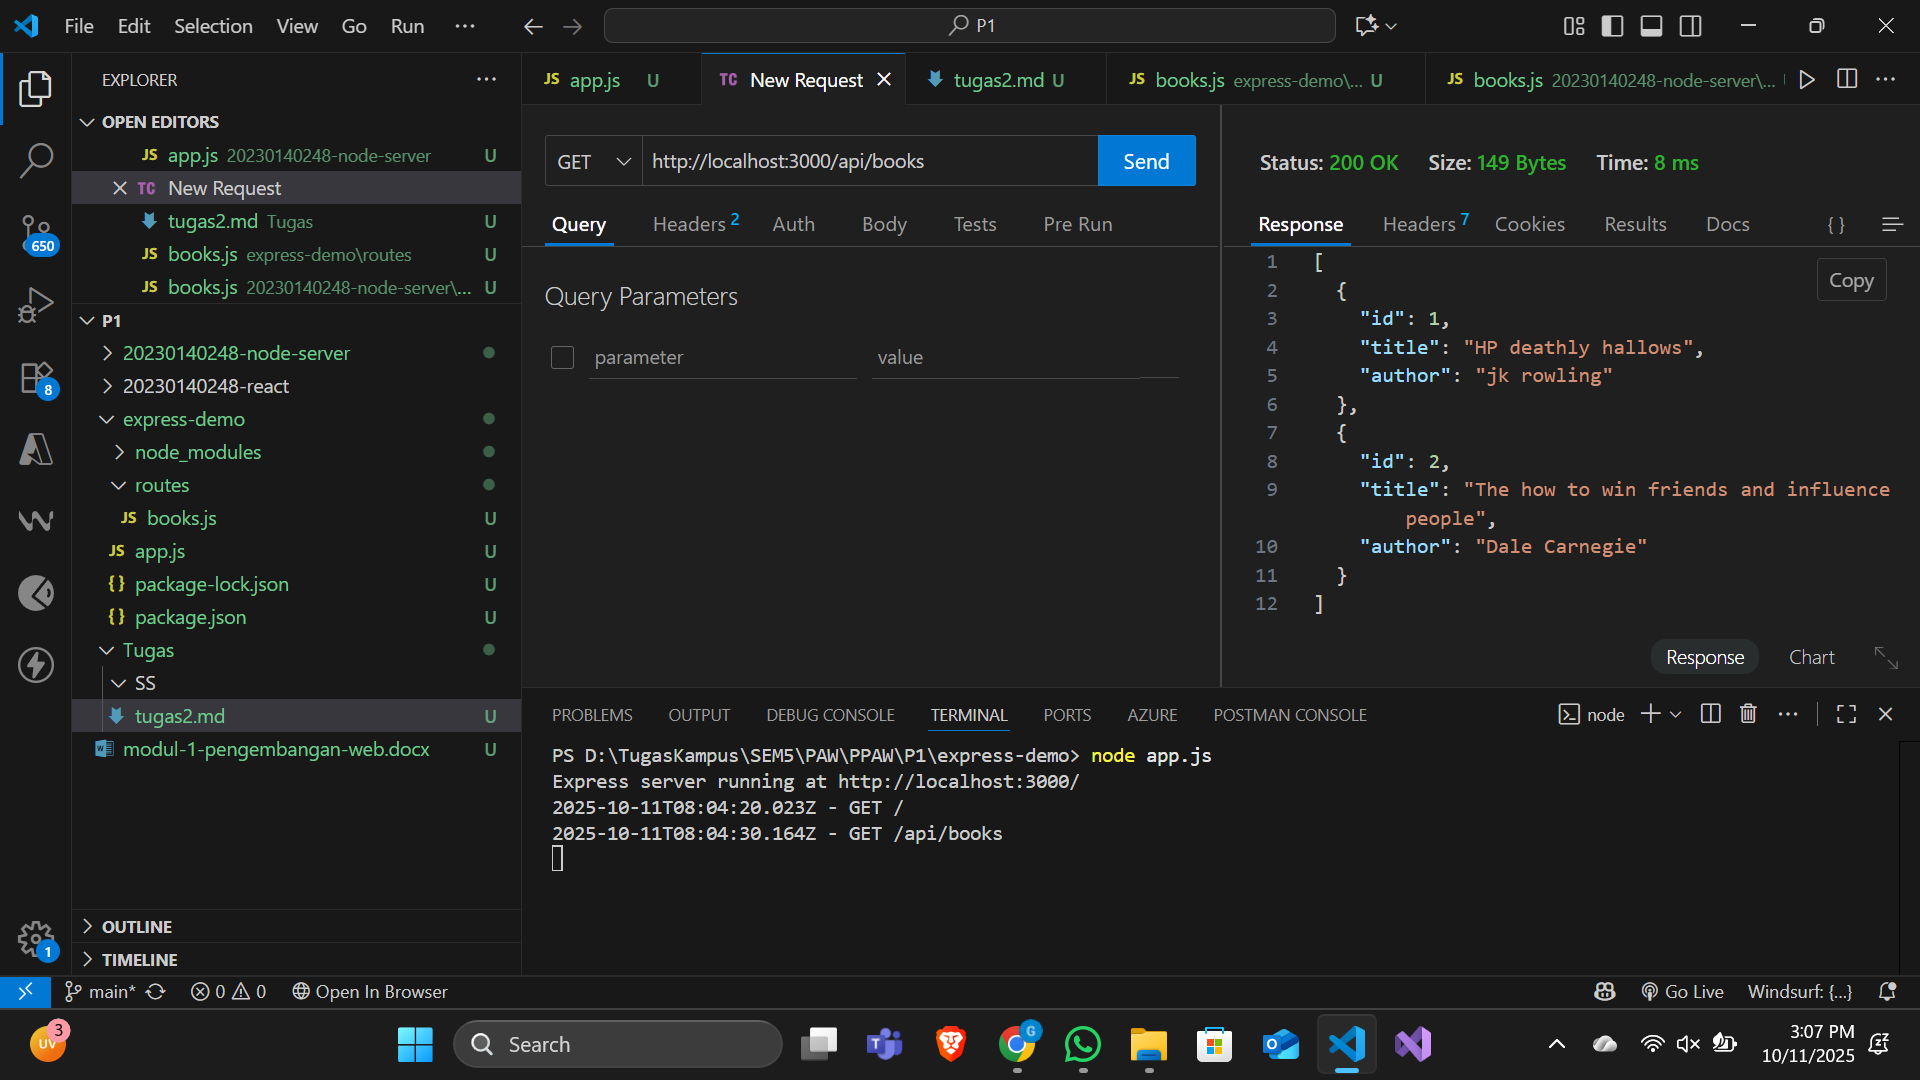 File Edit Selection View Go Run ···
P1
EXPLORER ···
OPEN EDITORS
JS app.js 20230140248-node-server U
TC New Request
tugas2.md Tugas U
JS books.js express-demo\routes U
JS books.js 20230140248-node-server\... U
P1
20230140248-node-server
20230140248-react
express-demo
node_modules
routes
JS books.js U
JS app.js U
{} package-lock.json U
{} package.json U
Tugas
SS
tugas2.md U
modul-1-pengembangan-web.docx U
OUTLINE
TIMELINE
650
8
1
JS app.js U
TC New Request
tugas2.md U
JS books.js express-demo\... U
JS books.js 20230140248-node-server\...
GET http://localhost:3000/api/books Send
Query Headers 2 Auth Body Tests Pre Run
Query Parameters
parameter value
Status: 200 OK Size: 149 Bytes Time: 8 ms
Response Headers 7 Cookies Results Docs { }
Copy
1 [
2 {
3 "id": 1,
4 "title": "HP deathly hallows",
5 "author": "jk rowling"
6 },
7 {
8 "id": 2,
9 "title": "The how to win friends and influence
people",
10 "author": "Dale Carnegie"
11 }
12 ]
Response Chart
PROBLEMS OUTPUT DEBUG CONSOLE TERMINAL PORTS AZURE POSTMAN CONSOLE
node
PS D:\TugasKampus\SEM5\PAW\PPAW\P1\express-demo> node app.js
Express server running at http://localhost:3000/
2025-10-11T08:04:20.023Z - GET /
2025-10-11T08:04:30.164Z - GET /api/books
main* 0 0 Open In Browser
Go Live Windsurf: {...}
UV 3
Search
G
3:07 PM
10/11/2025